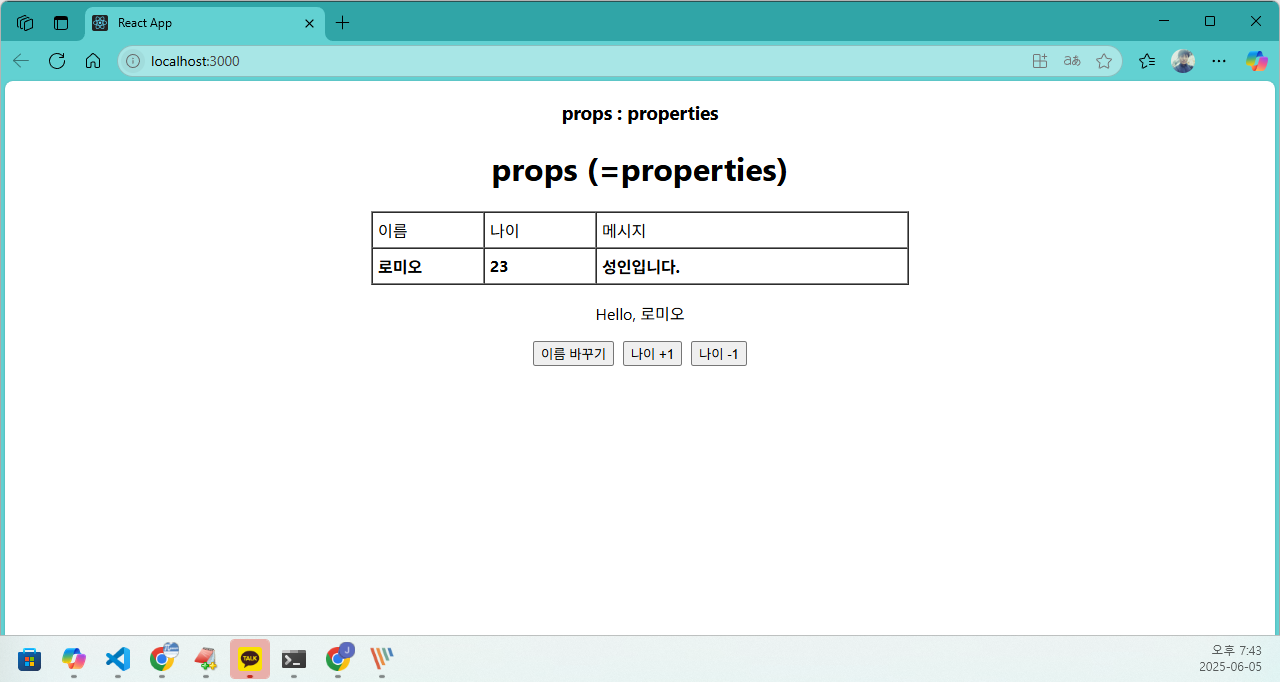 React App
localhost:3000
aあ
props : properties
props (=properties)
이름 나이 메시지
로미오 23 성인입니다.
Hello, 로미오
이름 바꾸기 나이 +1 나이 -1
TALK
J
오후 7:43
2025-06-05